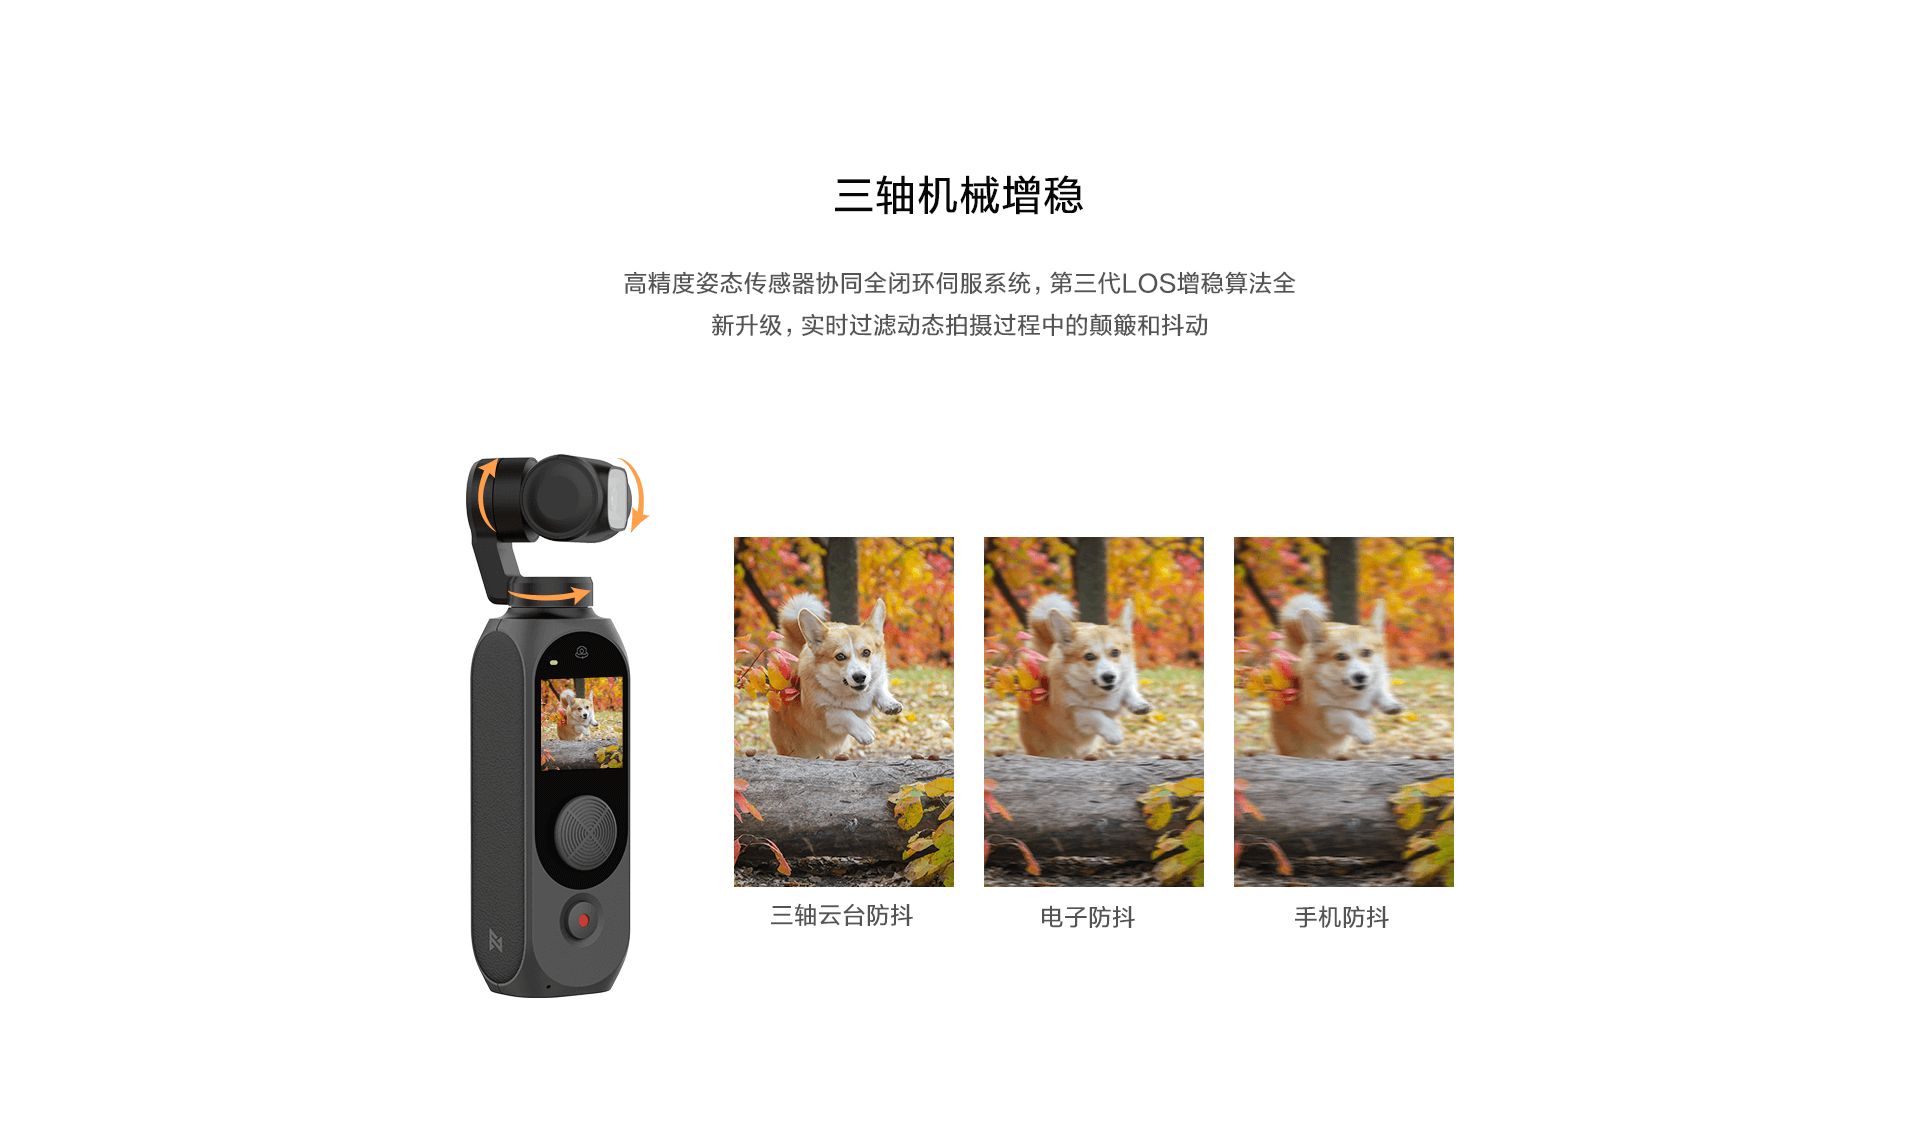 三轴机械增稳
高精度姿态传感器协同全闭环伺服系统，第三代LOS增稳算法全
新升级，实时过滤动态拍摄过程中的颠簸和抖动
三轴云台防抖
电子防抖
手机防抖